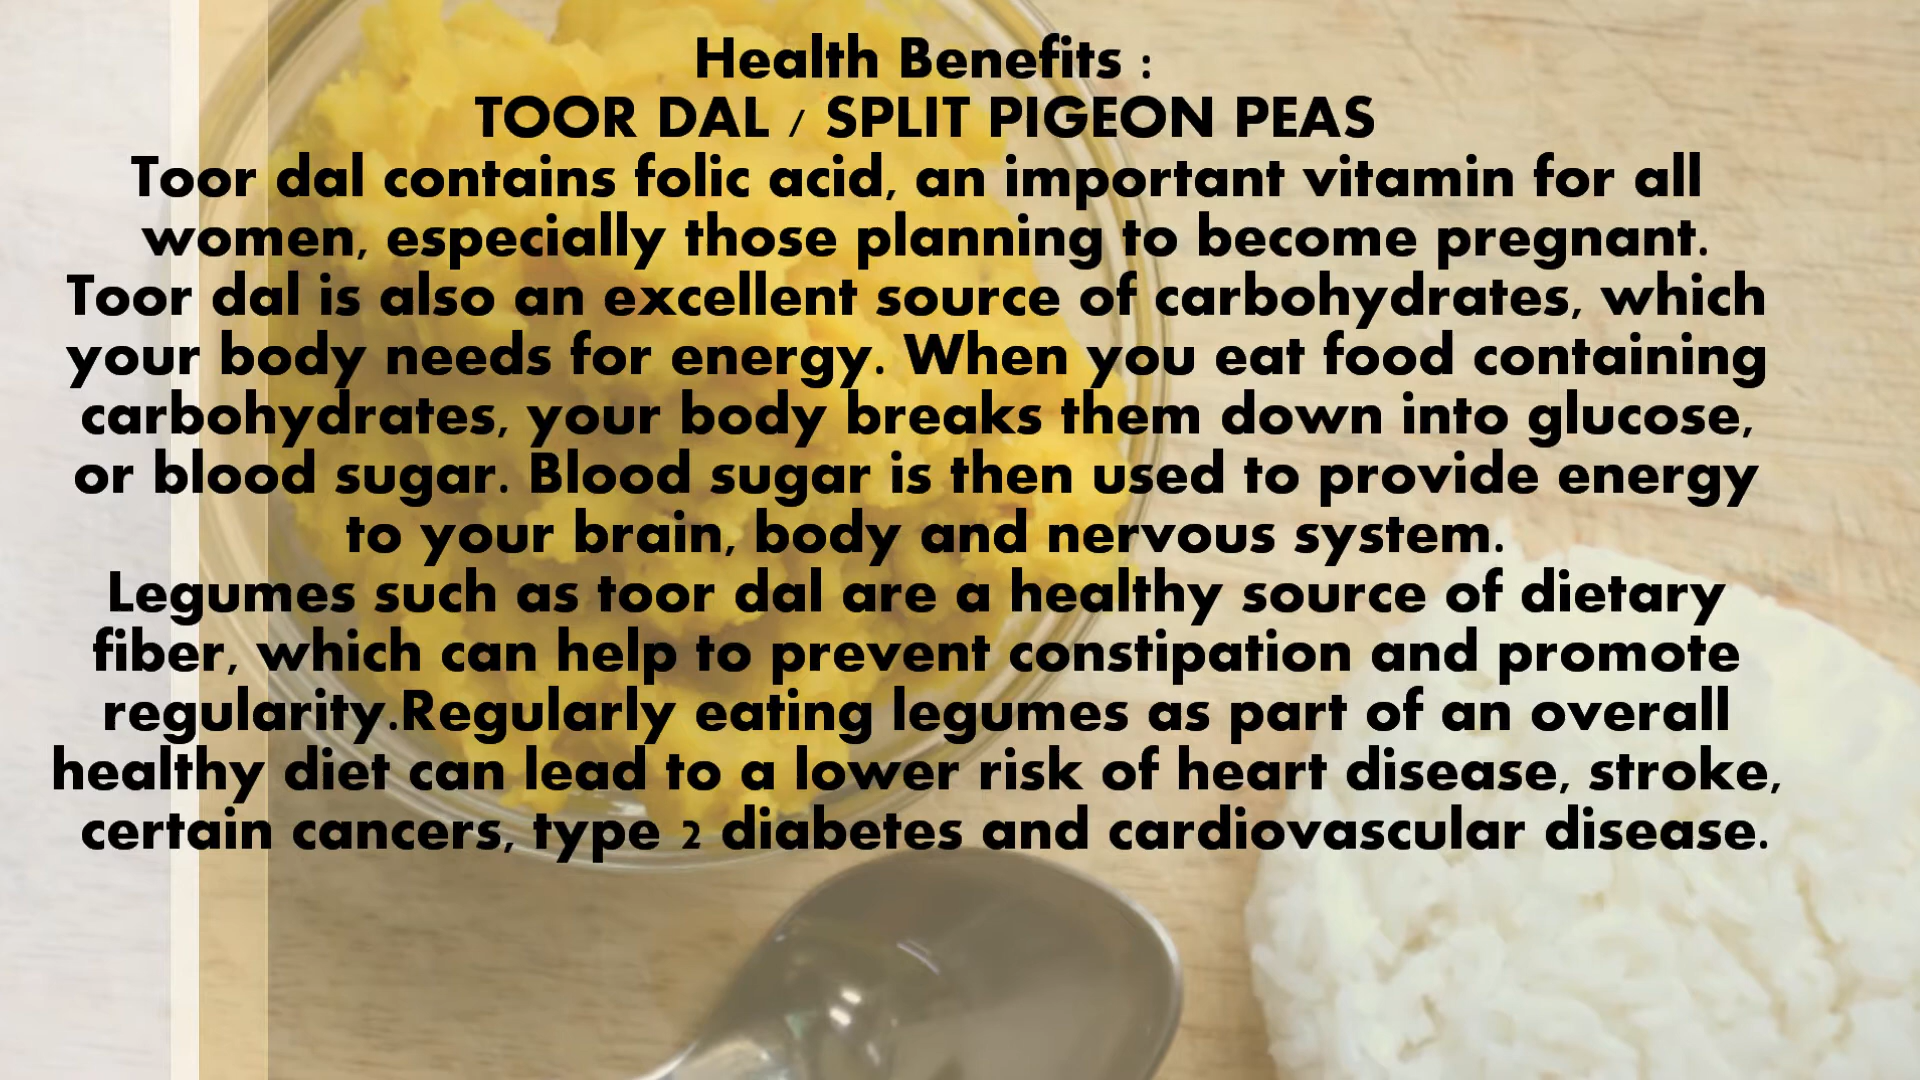 Health Benefits :
TOOR DAL / SPLIT PIGEON PEAS
Toor dal contains folic acid, an important vitamin for all
women, especially those planning to become pregnant.
Toor dal is also an excellent source of carbohydrates, which
your body needs for energy. When you eat food containing
carbohydrates, your body breaks them down into glucose,
or blood sugar. Blood sugar is then used to provide energy
to your brain, body and nervous system.
Legumes such as toor dal are a healthy source of dietary
fiber, which can help to prevent constipation and promote
regularity.Regularly eating legumes as part of an overall
healthy diet can lead to a lower risk of heart disease, stroke,
certain cancers, type 2 diabetes and cardiovascular disease.